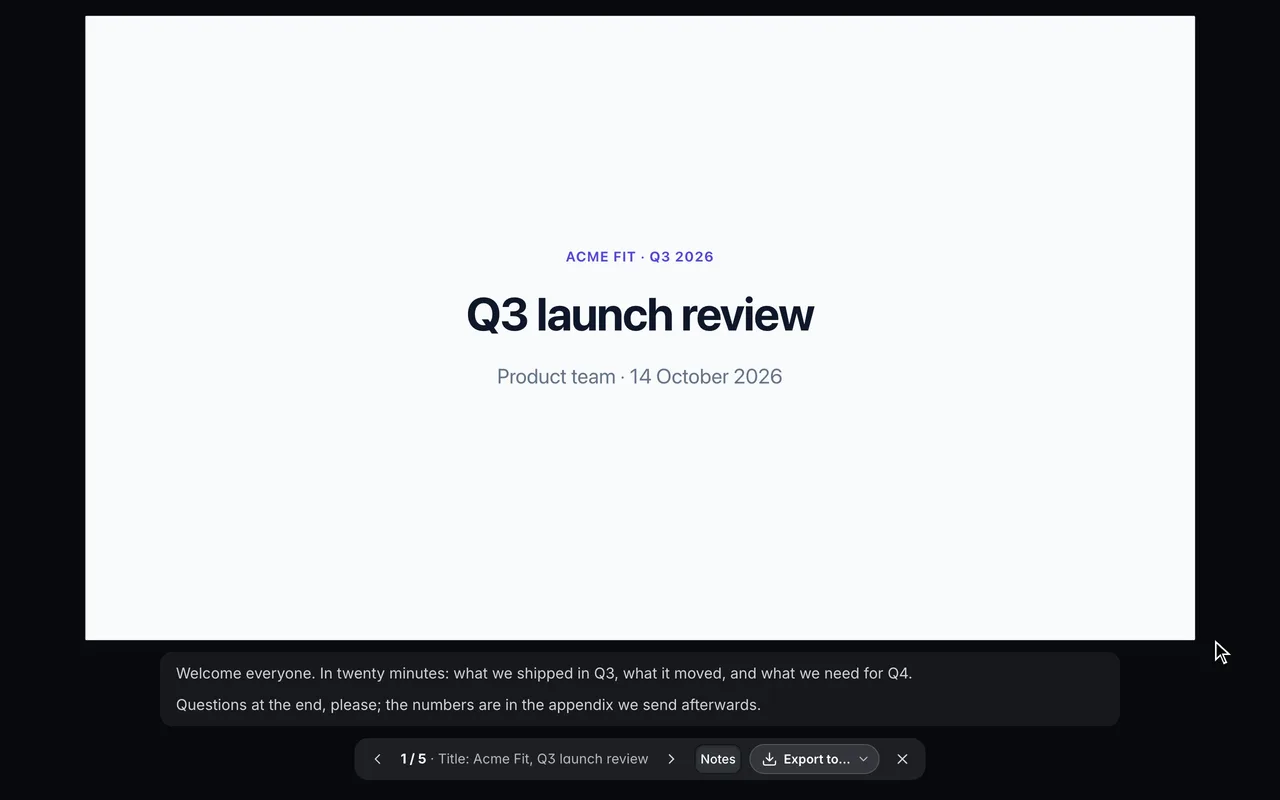 ACME FIT · Q3 2026
Q3 launch review
Product team · 14 October 2026
Welcome everyone. In twenty minutes: what we shipped in Q3, what it moved, and what we need for Q4.
Questions at the end, please; the numbers are in the appendix we send afterwards.
1 / 5 · Title: Acme Fit, Q3 launch review Notes Export to...